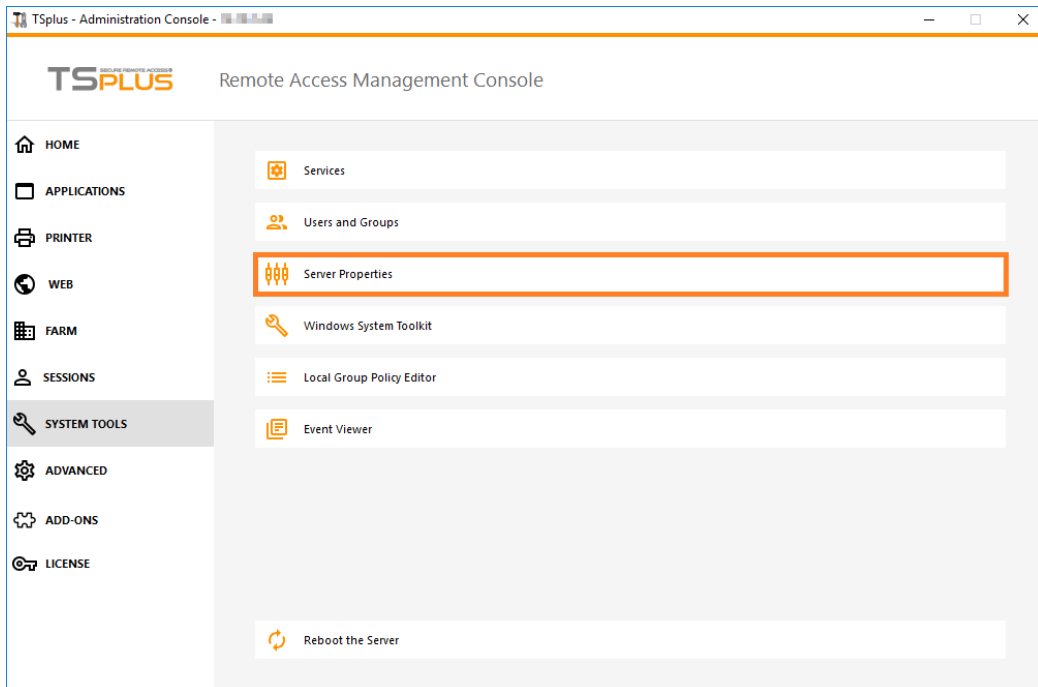 TSplus - Administration Console -
TSPLUS SECURE REMOTE ACCESS®
Remote Access Management Console
HOME
APPLICATIONS
PRINTER
WEB
FARM
SESSIONS
SYSTEM TOOLS
ADVANCED
ADD-ONS
LICENSE
Services
Users and Groups
Server Properties
Windows System Toolkit
Local Group Policy Editor
Event Viewer
Reboot the Server